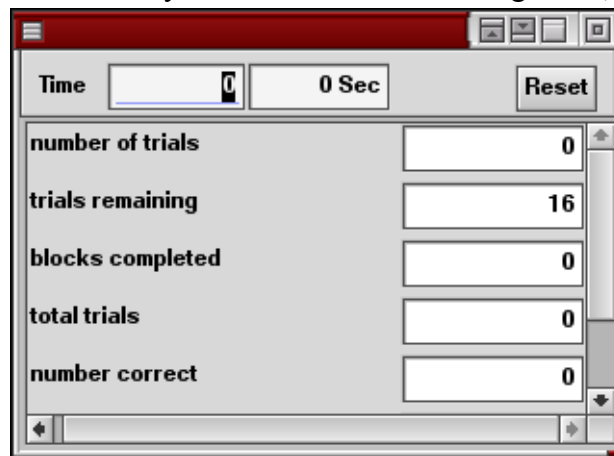 Time 0 0 Sec Reset
number of trials 0
trials remaining 16
blocks completed 0
total trials 0
number correct 0